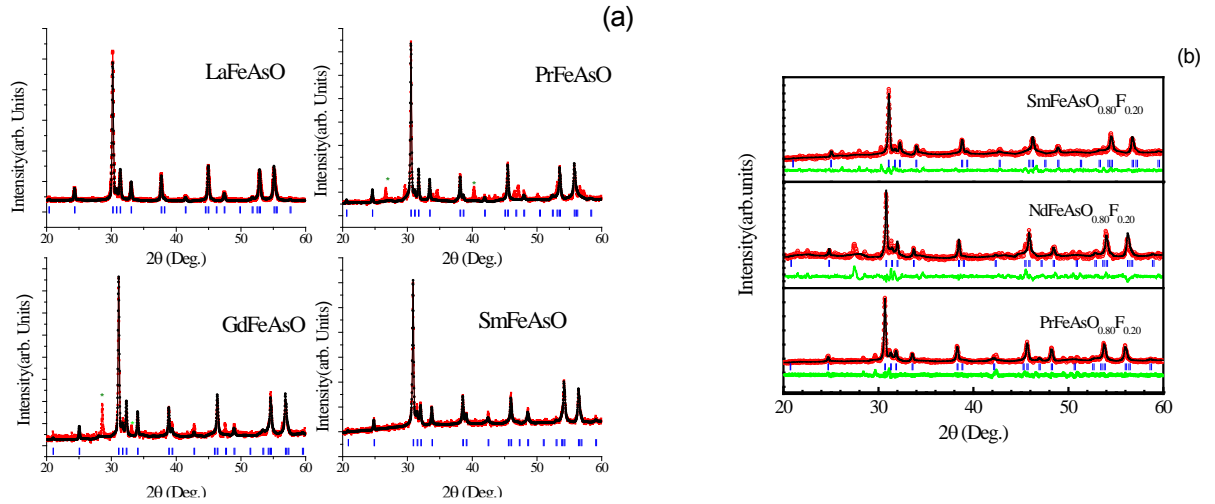 (a)
LaFeAsO
Intensity(arb. Units)
20 30 40 50 60
2θ (Deg.)
PrFeAsO
Intensity(arb. Units)
20 30 40 50 60
2θ (Deg.)
GdFeAsO
Intensity(arb. Units)
20 30 40 50 60
2θ (Deg.)
SmFeAsO
Intensity(arb. Units)
20 30 40 50 60
2θ (Deg.)
(b)
SmFeAsO0.80F0.20
NdFeAsO0.80F0.20
PrFeAsO0.80F0.20
Intensity(arb.units)
20 30 40 50 60
2θ (Deg.)